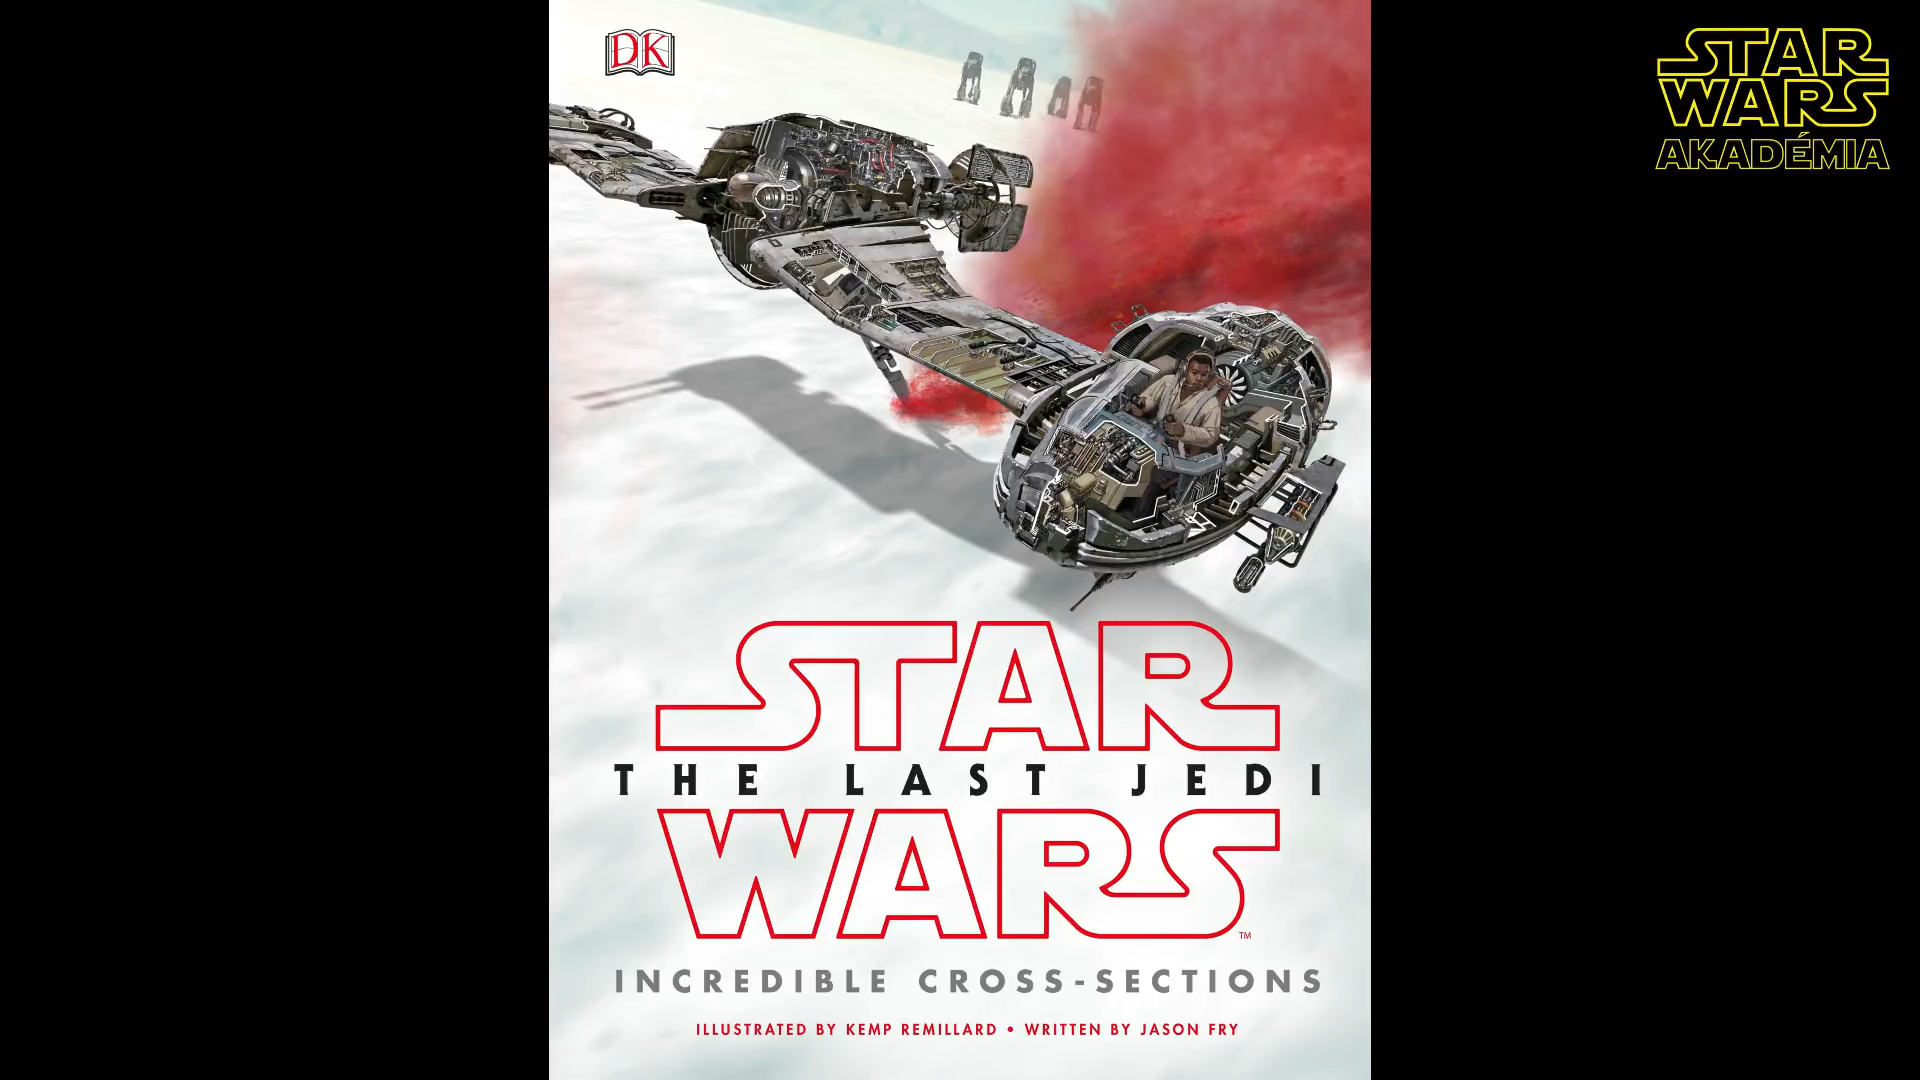 DK
STAR
WARS
AKADÉMIA
STAR
THE LAST JEDI
WARS
TM
INCREDIBLE CROSS-SECTIONS
ILLUSTRATED BY KEMP REMILLARD • WRITTEN BY JASON FRY